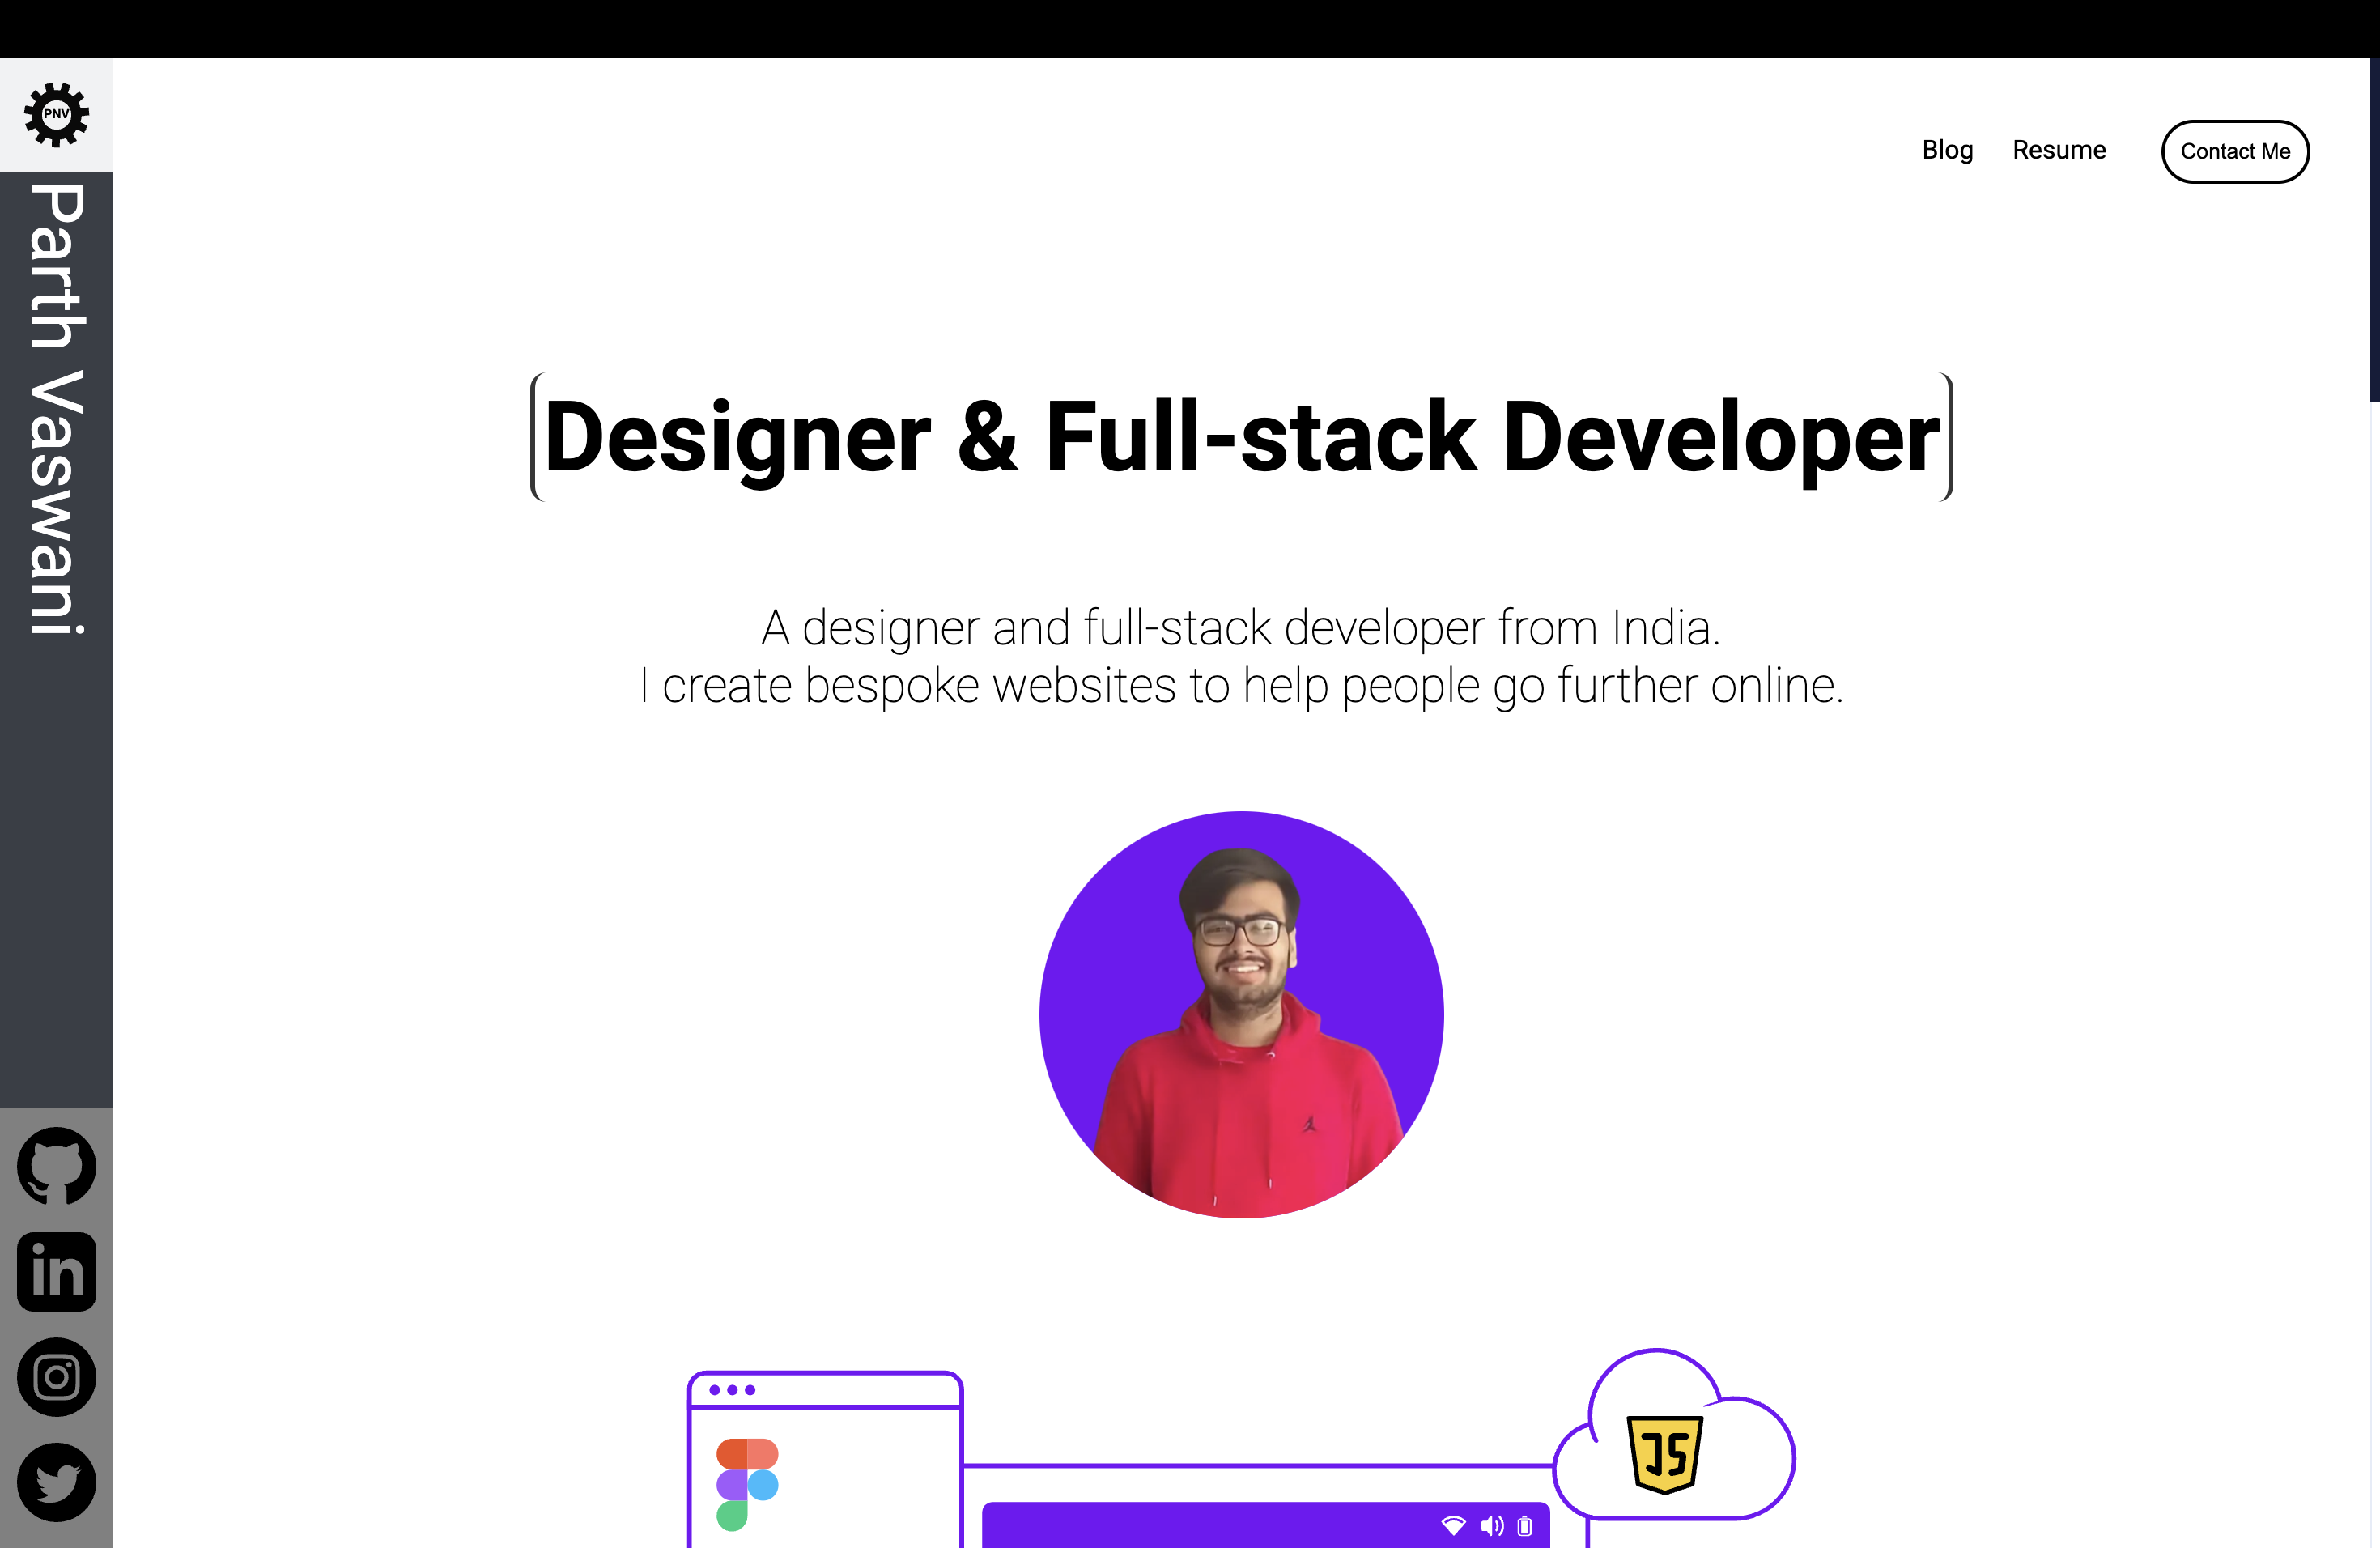 PNV
Parth Vaswani
Blog
Resume
Contact Me
Designer & Full-stack Developer
A designer and full-stack developer from India.
I create bespoke websites to help people go further online.
in
JS